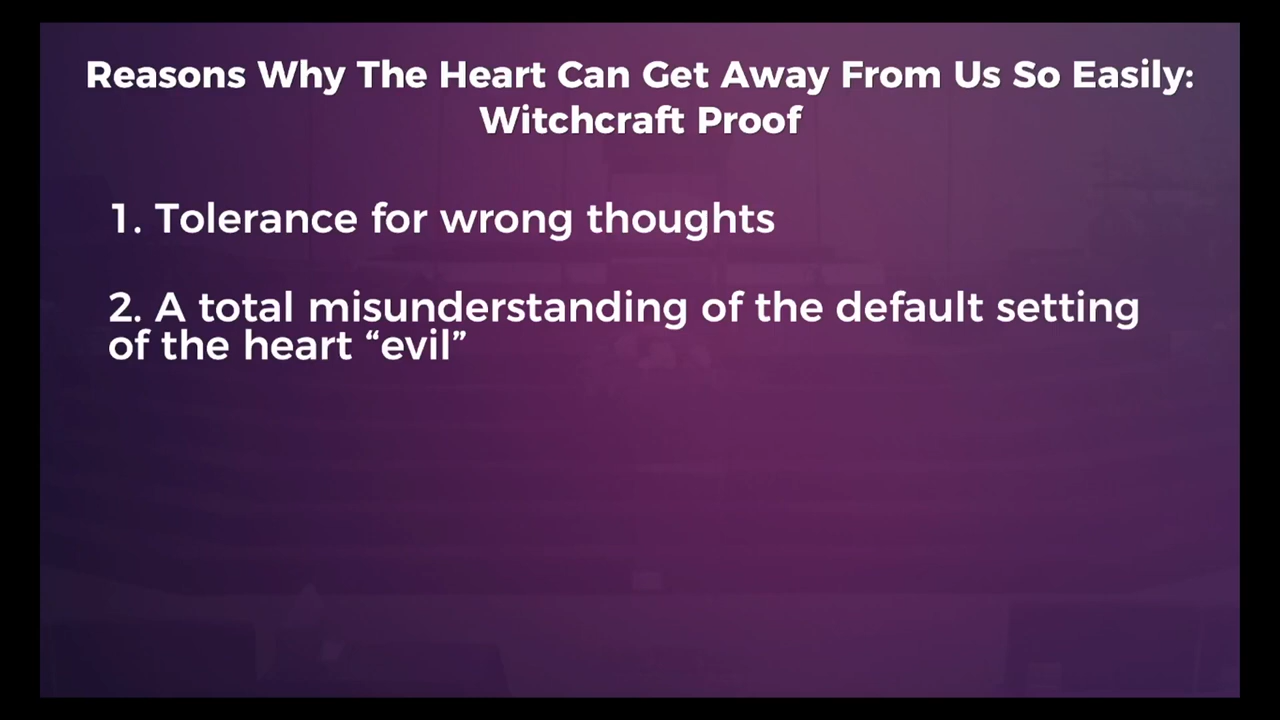 Reasons Why The Heart Can Get Away From Us So Easily:
Witchcraft Proof
1. Tolerance for wrong thoughts
2. A total misunderstanding of the default setting
of the heart “evil”